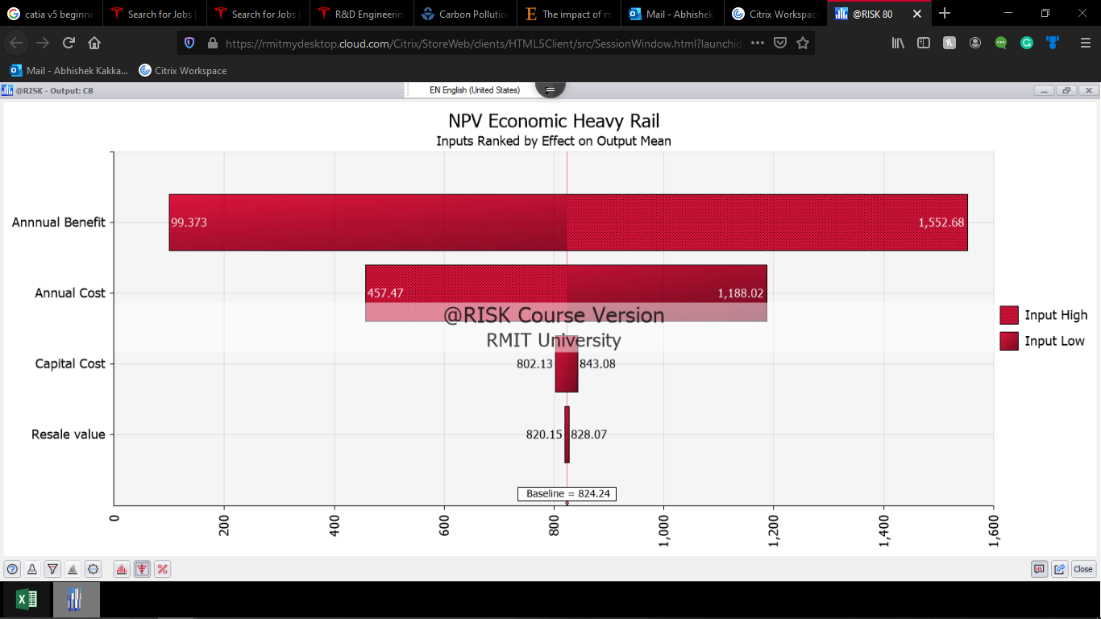 catia v5 beginne
Search for Jobs |
Search for Jobs |
R&D Engineerin
Carbon Pollutio
The impact of m
Mail - Abhishek
Citrix Workspac
@RISK 80
https://rmitmydesktop.cloud.com/Citrix/StoreWeb/clients/HTML5Client/src/SessionWindow.html?launchid
Mail - Abhishek Kakka...
Citrix Workspace
@RISK - Output: C8
EN English (United States)
NPV Economic Heavy Rail
Inputs Ranked by Effect on Output Mean
Annnual Benefit
99.373
1,552.68
Annual Cost
457.47
1,188.02
@RISK Course Version
RMIT University
Input High
Input Low
Capital Cost
802.13
843.08
Resale value
820.15
828.07
Baseline = 824.24
0
200
400
600
800
1,000
1,200
1,400
1,600
Close